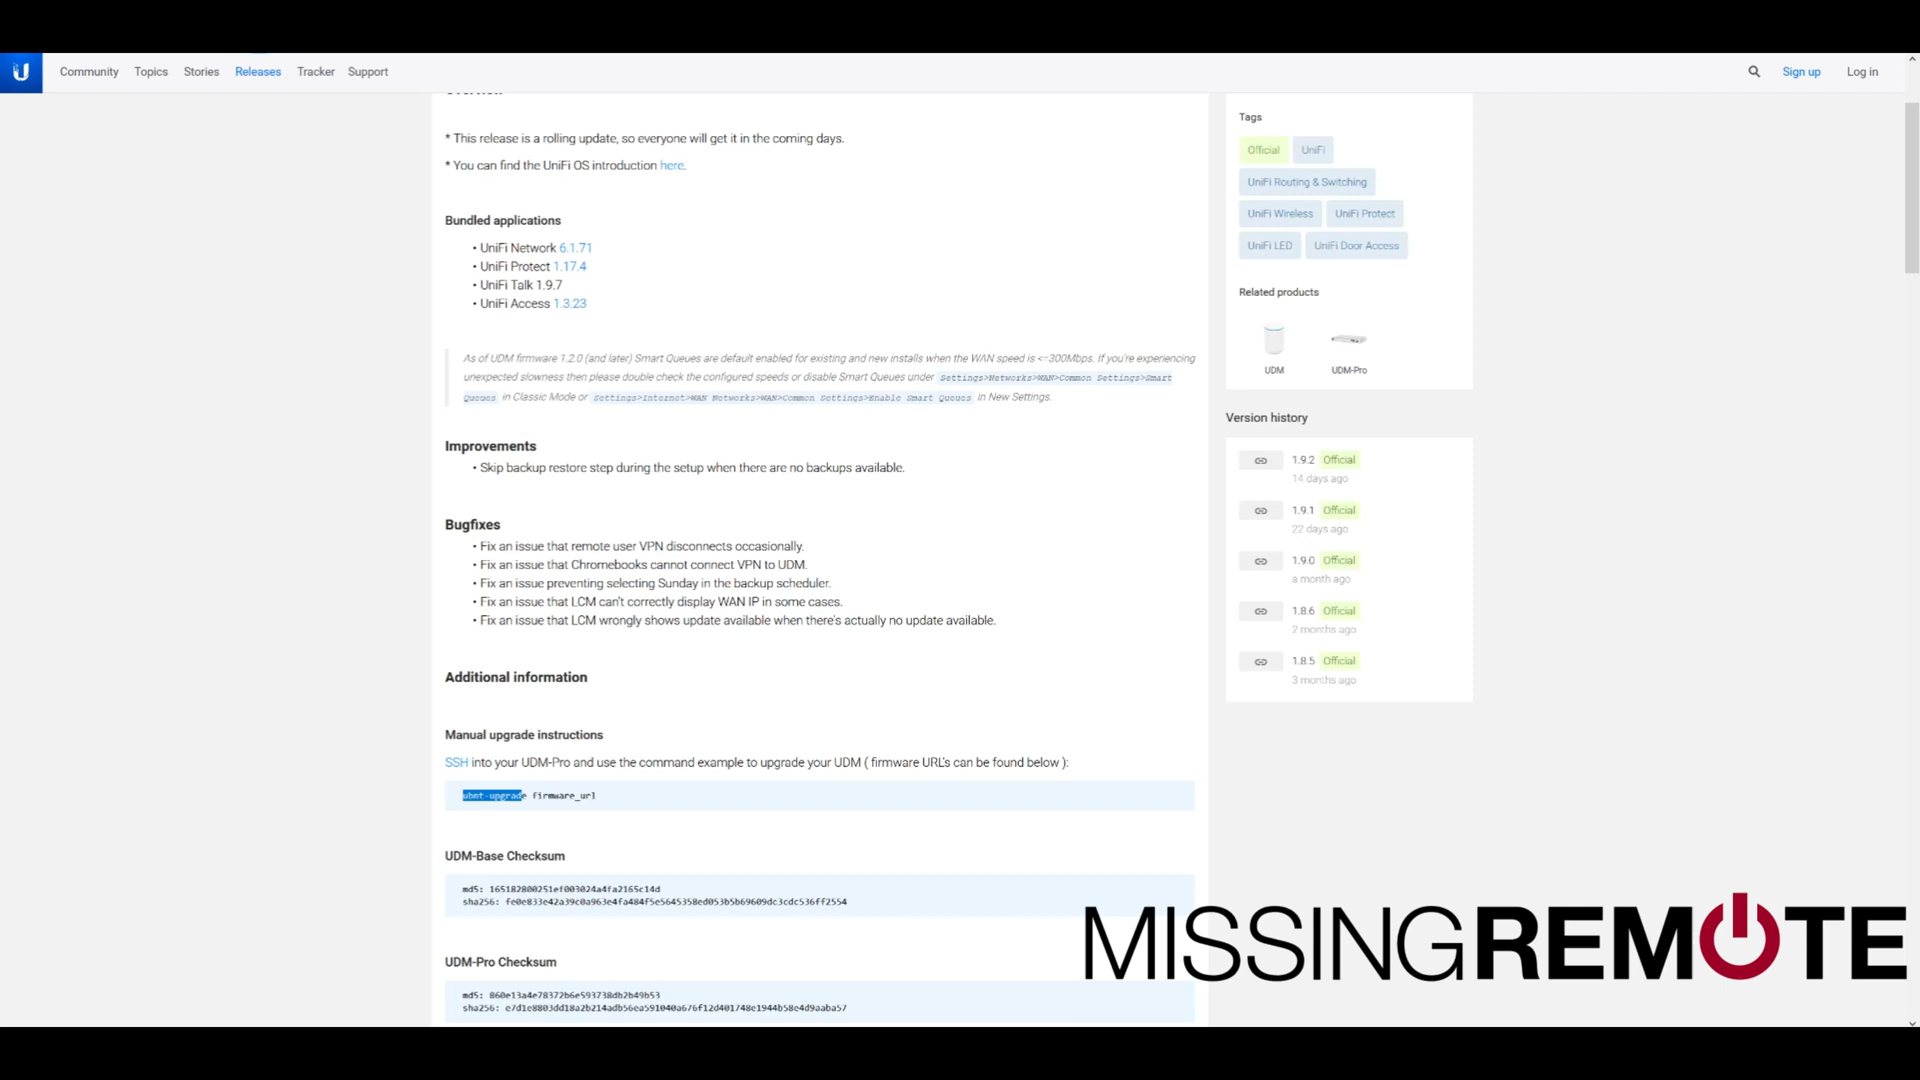 Community Topics Stories Releases Tracker Support Sign up Log in
Overview
* This release is a rolling update, so everyone will get it in the coming days.
* You can find the UniFi OS introduction here.
Bundled applications
• UniFi Network 6.1.71
• UniFi Protect 1.17.4
• UniFi Talk 1.9.7
• UniFi Access 1.3.23
As of UDM firmware 1.2.0 (and later) Smart Queues are default enabled for existing and new installs when the WAN speed is <=300Mbps. If you're experiencing
unexpected slowness then please double check the configured speeds or disable Smart Queues under Settings>Networks>WAN>Common Settings>Smart
Queues in Classic Mode or Settings>Internet>WAN Networks>WAN>Common Settings>Enable Smart Queues in New Settings.
Improvements
• Skip backup restore step during the setup when there are no backups available.
Bugfixes
• Fix an issue that remote user VPN disconnects occasionally.
• Fix an issue that Chromebooks cannot connect VPN to UDM.
• Fix an issue preventing selecting Sunday in the backup scheduler.
• Fix an issue that LCM can't correctly display WAN IP in some cases.
• Fix an issue that LCM wrongly shows update available when there's actually no update available.
Additional information
Manual upgrade instructions
SSH into your UDM-Pro and use the command example to upgrade your UDM ( firmware URL's can be found below ):
ubnt-upgrade firmware_url
UDM-Base Checksum
md5: 165182800251ef003024a4fa2165c14d
sha256: fe0e833e42a39c0a963e4fa484f5e5645358ed053b5b69609dc3cdc536ff2554
UDM-Pro Checksum
md5: 860e13a4e78372b6e593738db2b49b53
sha256: e7d1e8803dd18a2b214adb56ea591040a676f12d401748e1944b58e4d9aaba57
Tags
Official UniFi
UniFi Routing & Switching
UniFi Wireless UniFi Protect
UniFi LED UniFi Door Access
Related products
UDM UDM-Pro
Version history
1.9.2 Official
14 days ago
1.9.1 Official
22 days ago
1.9.0 Official
a month ago
1.8.6 Official
2 months ago
1.8.5 Official
3 months ago
MISSINGREMOTE